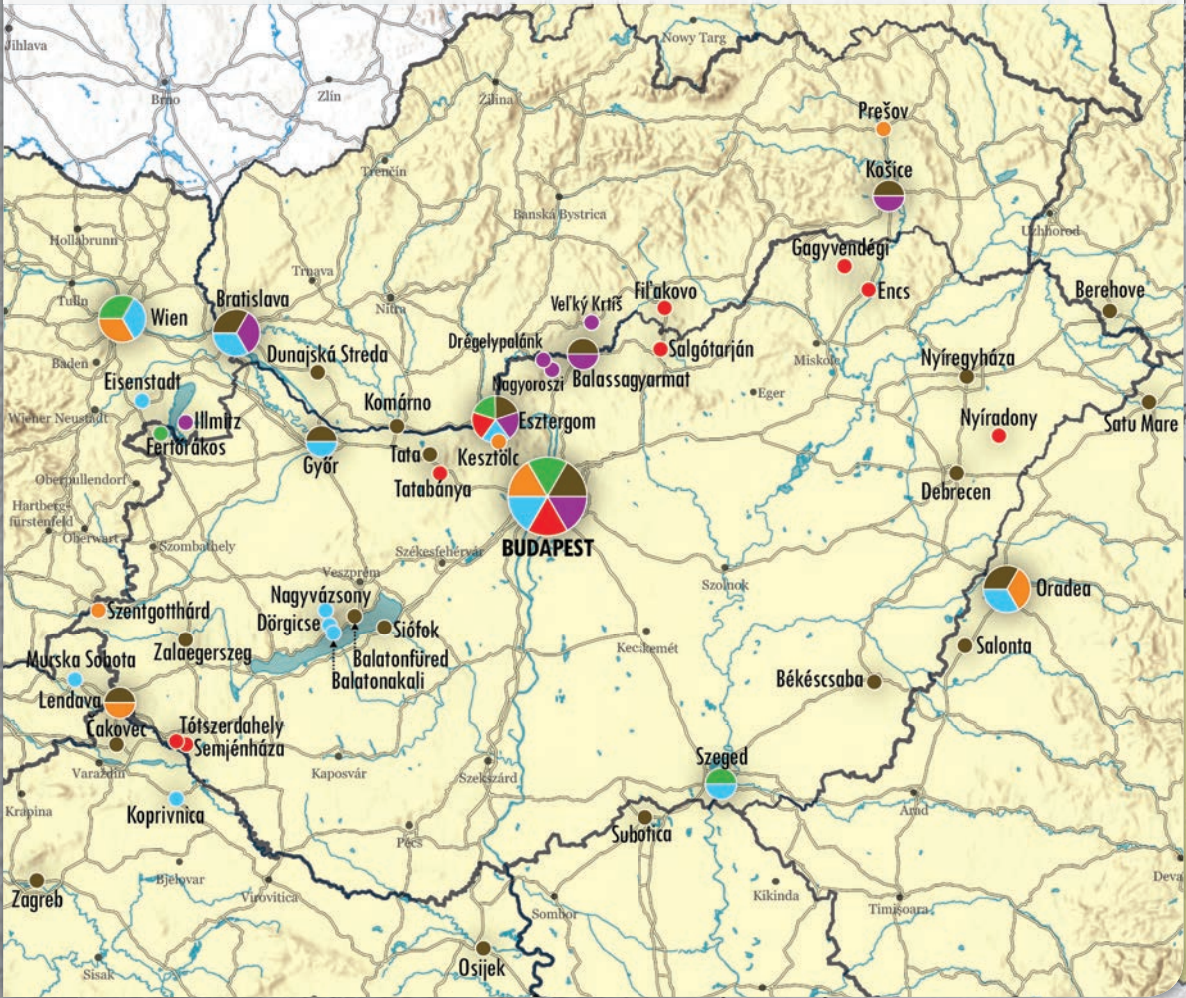 Nowy Targ
Jihlava
Brno
Zlín
Žilina
Prešov
Trenčín
Košice
Banská Bystrica
Uzhhorod
Hollabrunn
Gagyvendégi
Trnava
Encs
Tulln
Bratislava
Nitra
Fiľakovo
Berehove
Wien
Veľký Krtíš
Drégelypalánk
Salgótarján
Miskolc
Nyíregyháza
Baden
Dunajská Streda
Nagyoroszi
Balassagyarmat
Eisenstadt
Eger
Satu Mare
Wiener Neustadt
Illmitz
Komárno
Esztergom
Nyíradony
Fertőrákos
Győr
Tata
Kesztölc
Oberpullendorf
Tatabánya
Debrecen
Hartberg-
fürstenfeld
Oberwart
Szombathely
Székesfehérvár
BUDAPEST
Veszprém
Szolnok
Oradea
Nagyvázsony
Szentgotthárd
Dörgicse
Siófok
Zalaegerszeg
Kecskemét
Salonta
Murska Sobota
Balatonfüred
Balatonakali
Békéscsaba
Lendava
Čakovec
Tótszerdahely
Semjénháza
Szeged
Varaždin
Kaposvár
Szekszárd
Krapina
Koprivnica
Arad
Subotica
Pécs
Bjelovar
Deva
Zagreb
Virovitica
Kikinda
Sombor
Timișoara
Osijek
Sisak